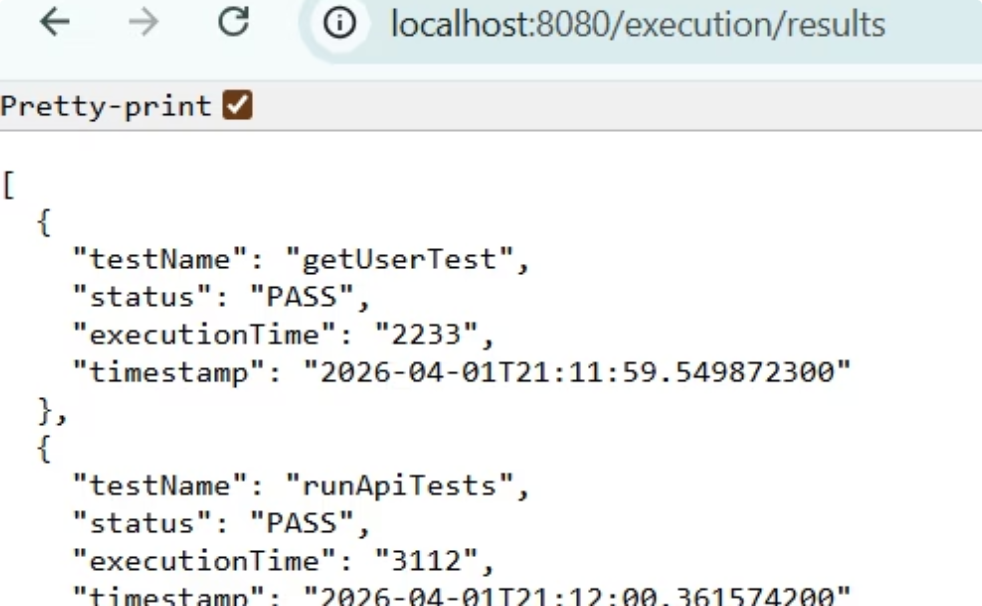 localhost:8080/execution/results
Pretty-print
[
{
"testName": "getUserTest",
"status": "PASS",
"executionTime": "2233",
"timestamp": "2026-04-01T21:11:59.549872300"
},
{
"testName": "runApiTests",
"status": "PASS",
"executionTime": "3112",
"timestamp": "2026-04-01T21:12:00.361574200"